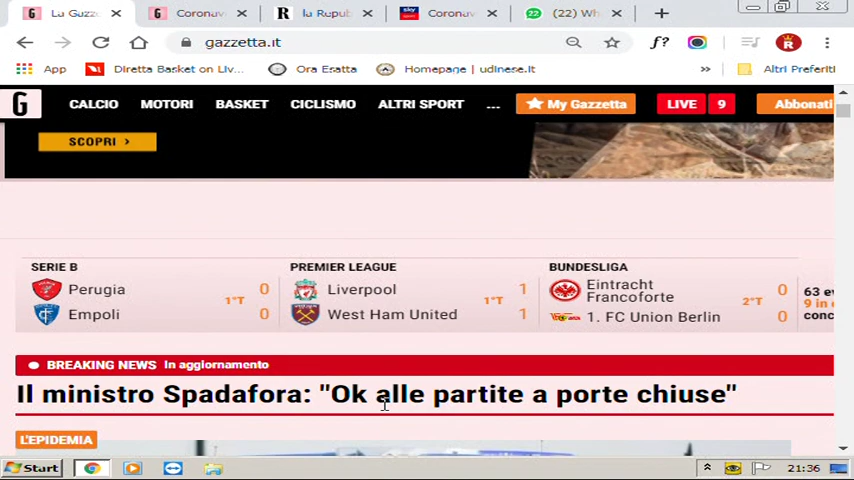 La Gazz
Coronav
la Repub
Coronav
(22) Wh
gazzetta.it
f?
R
App
Diretta Basket on Liv...
Ora Esatta
Homepage | udinese.it
»
Altri Preferiti
G
CALCIO
MOTORI
BASKET
CICLISMO
ALTRI SPORT
...
My Gazzetta
LIVE 9
Abbonati
SCOPRI >
SERIE B
Perugia 0
Empoli 0
1°T
PREMIER LEAGUE
Liverpool 1
West Ham United 1
1°T
BUNDESLIGA
Eintracht
Francoforte 0
1. FC Union Berlin 0
2°T
63 ev
9 in
conc
BREAKING NEWS In aggiornamento
Il ministro Spadafora: "Ok alle partite a porte chiuse"
L'EPIDEMIA
Start
21:36